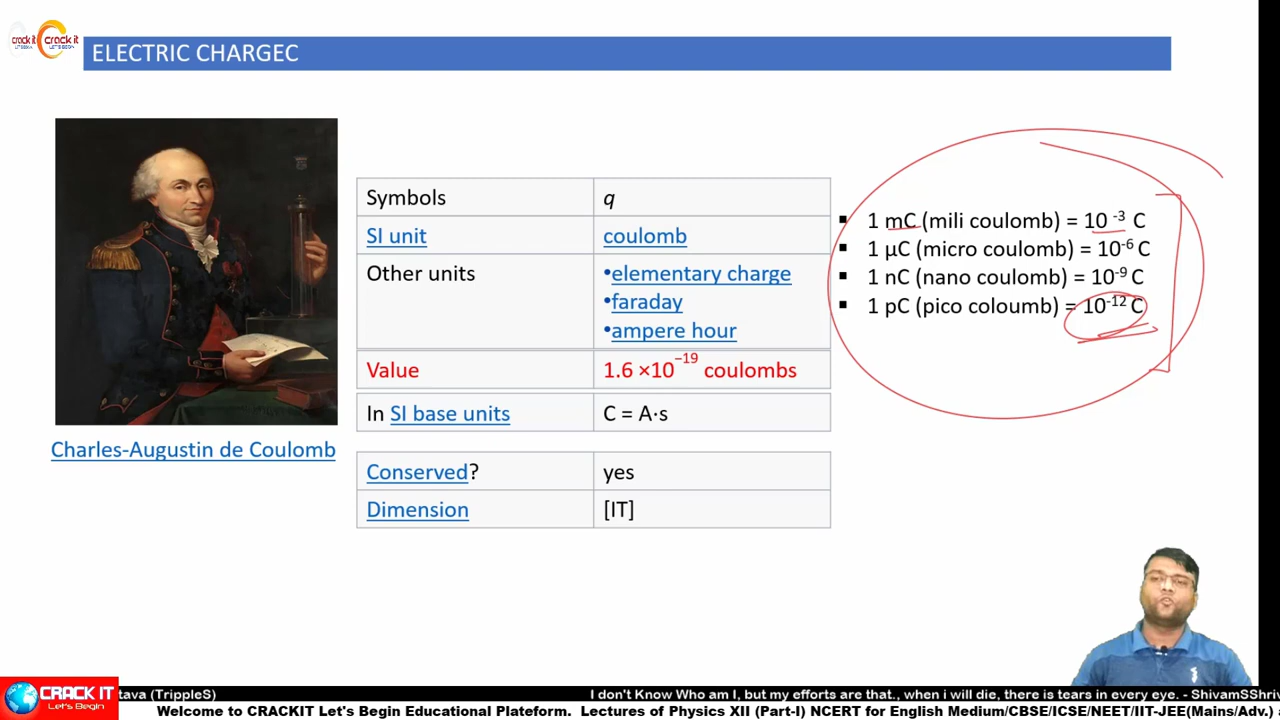 crack it
crack it
LET'S BEGIN
ELECTRIC CHARGEC
Symbols q
SI unit coulomb
Other units •elementary charge
•faraday
•ampere hour
Value 1.6 ×10⁻¹⁹ coulombs
In SI base units C = A·s
Conserved? yes
Dimension [IT]
▪ 1 mC (mili coulomb) = 10 ⁻³ C
▪ 1 µC (micro coulomb) = 10⁻⁶ C
▪ 1 nC (nano coulomb) = 10⁻⁹ C
▪ 1 pC (pico coloumb) = 10⁻¹² C
Charles-Augustin de Coulomb
CRACK IT
Let's Begin
tava (TrippleS) I don't Know Who am I, but my efforts are that., when i will die, there is tears in every eye. - ShivamSShriv
Welcome to CRACKIT Let's Begin Educational Plateform. Lectures of Physics XII (Part-I) NCERT for English Medium/CBSE/ICSE/NEET/IIT-JEE(Mains/Adv.)